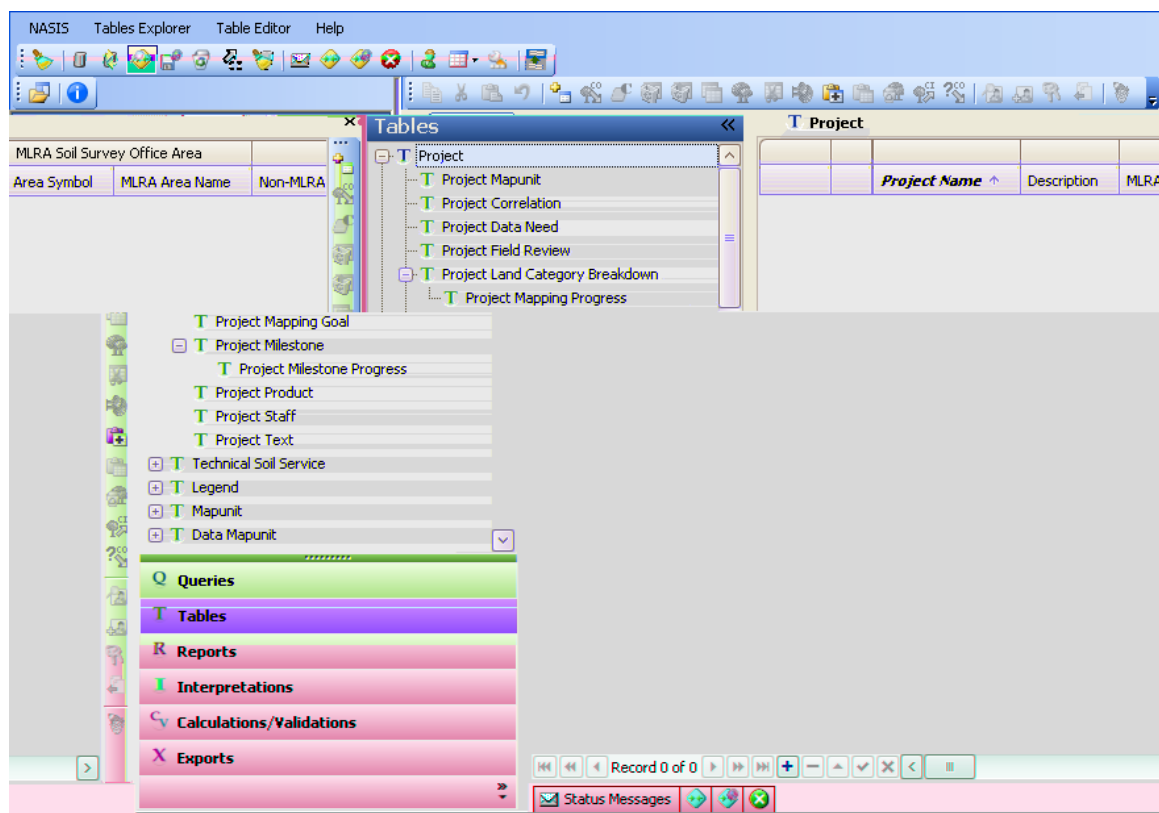 NASIS Tables Explorer Table Editor Help
Tables
T Project
MLRA Soil Survey Office Area
Area Symbol MLRA Area Name Non-MLRA
T Project
T Project Mapunit
T Project Correlation
T Project Data Need
T Project Field Review
T Project Land Category Breakdown
T Project Mapping Progress
Project Name Description MLRA
T Project Mapping Goal
T Project Milestone
T Project Milestone Progress
T Project Product
T Project Staff
T Project Text
T Technical Soil Service
T Legend
T Mapunit
T Data Mapunit
Q Queries
T Tables
R Reports
I Interpretations
CV Calculations/Validations
X Exports
Record 0 of 0
Status Messages